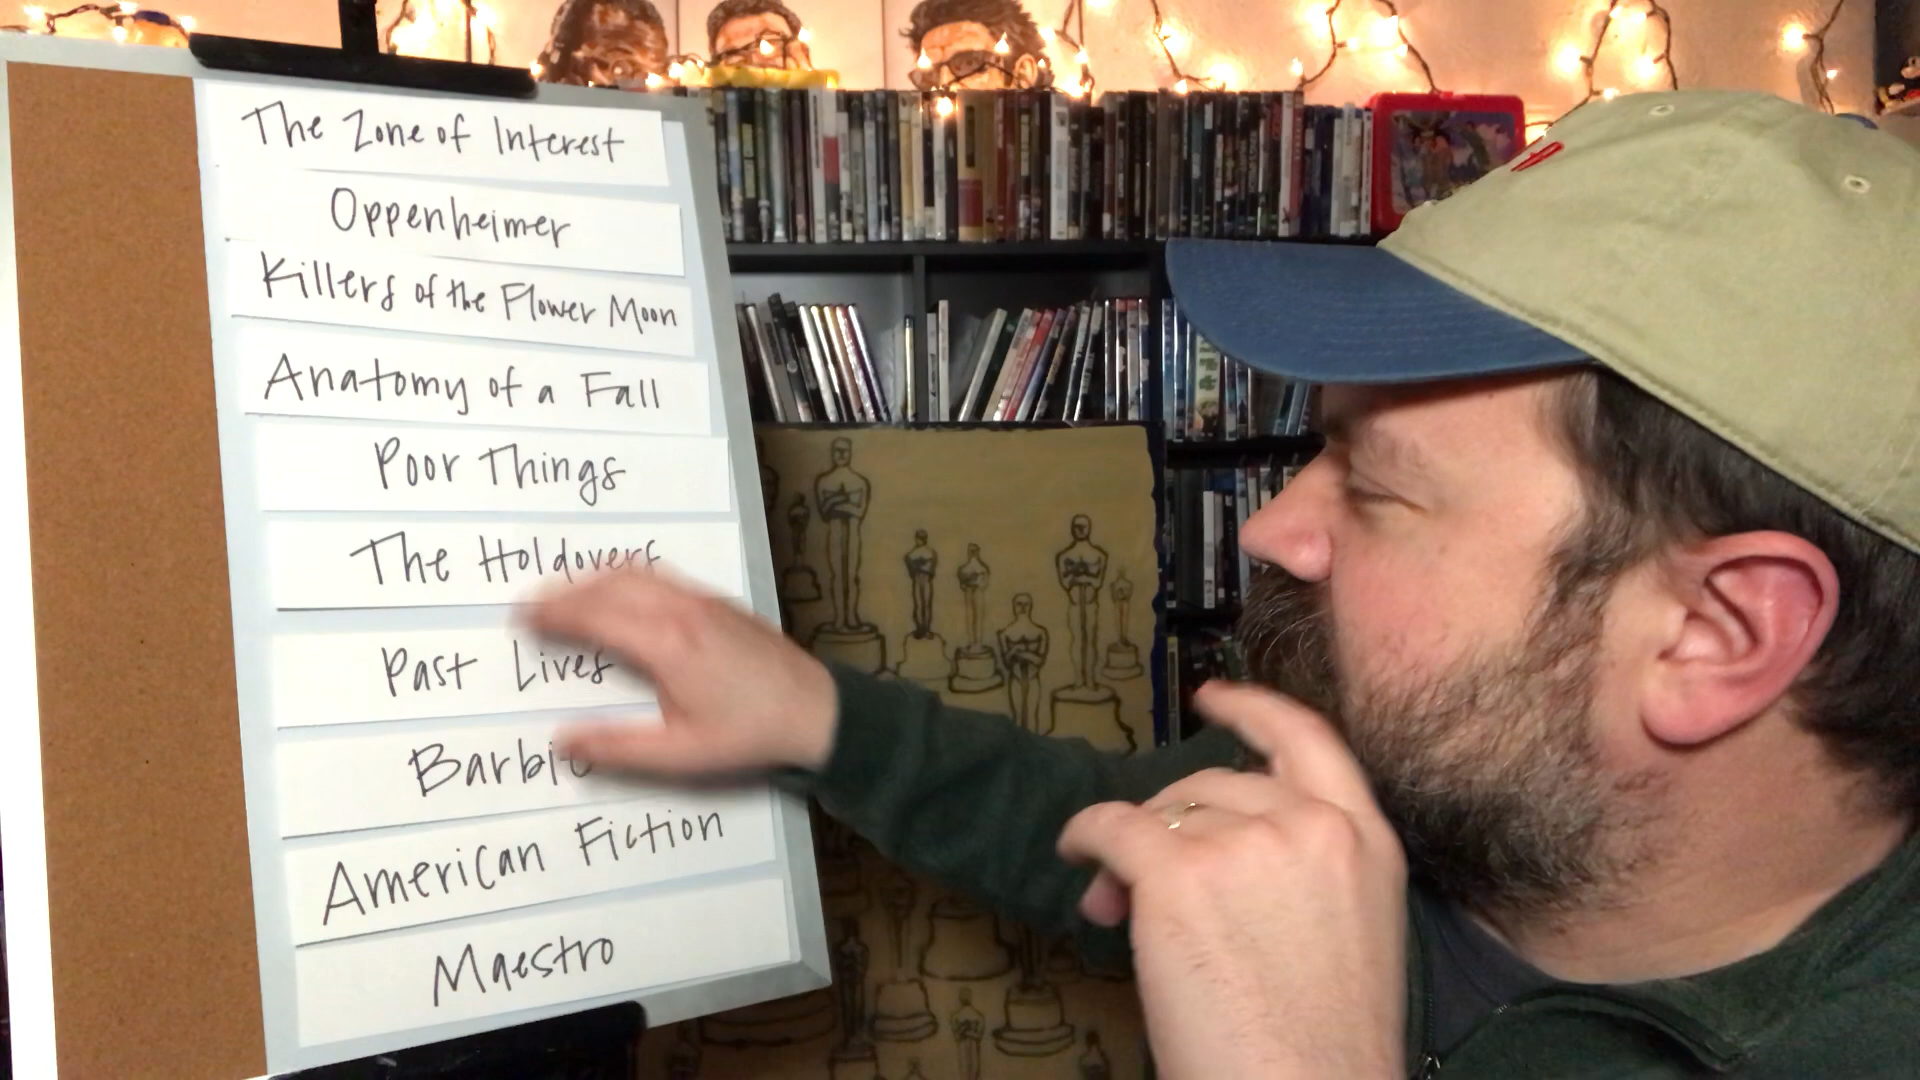 The Zone of Interest
Oppenheimer
Killers of the Flower Moon
Anatomy of a Fall
Poor Things
The Holdovers
Past Lives
Barbie
American Fiction
Maestro